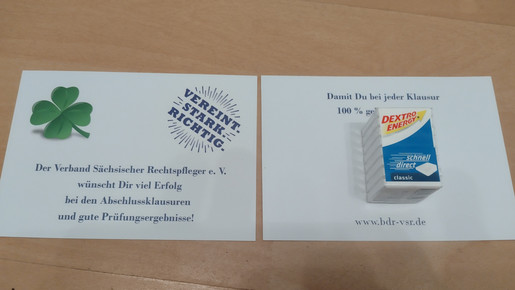 VEREINT.
STARK.
RICHTIG.
Der Verband Sächsischer Rechtspfleger e. V.
wünscht Dir viel Erfolg
bei den Abschlussklausuren
und gute Prüfungsergebnisse!
Damit Du bei jeder Klausur
100 %
DEXTRO
ENERGY
schnell
direct
classic
www.bdr-vsr.de